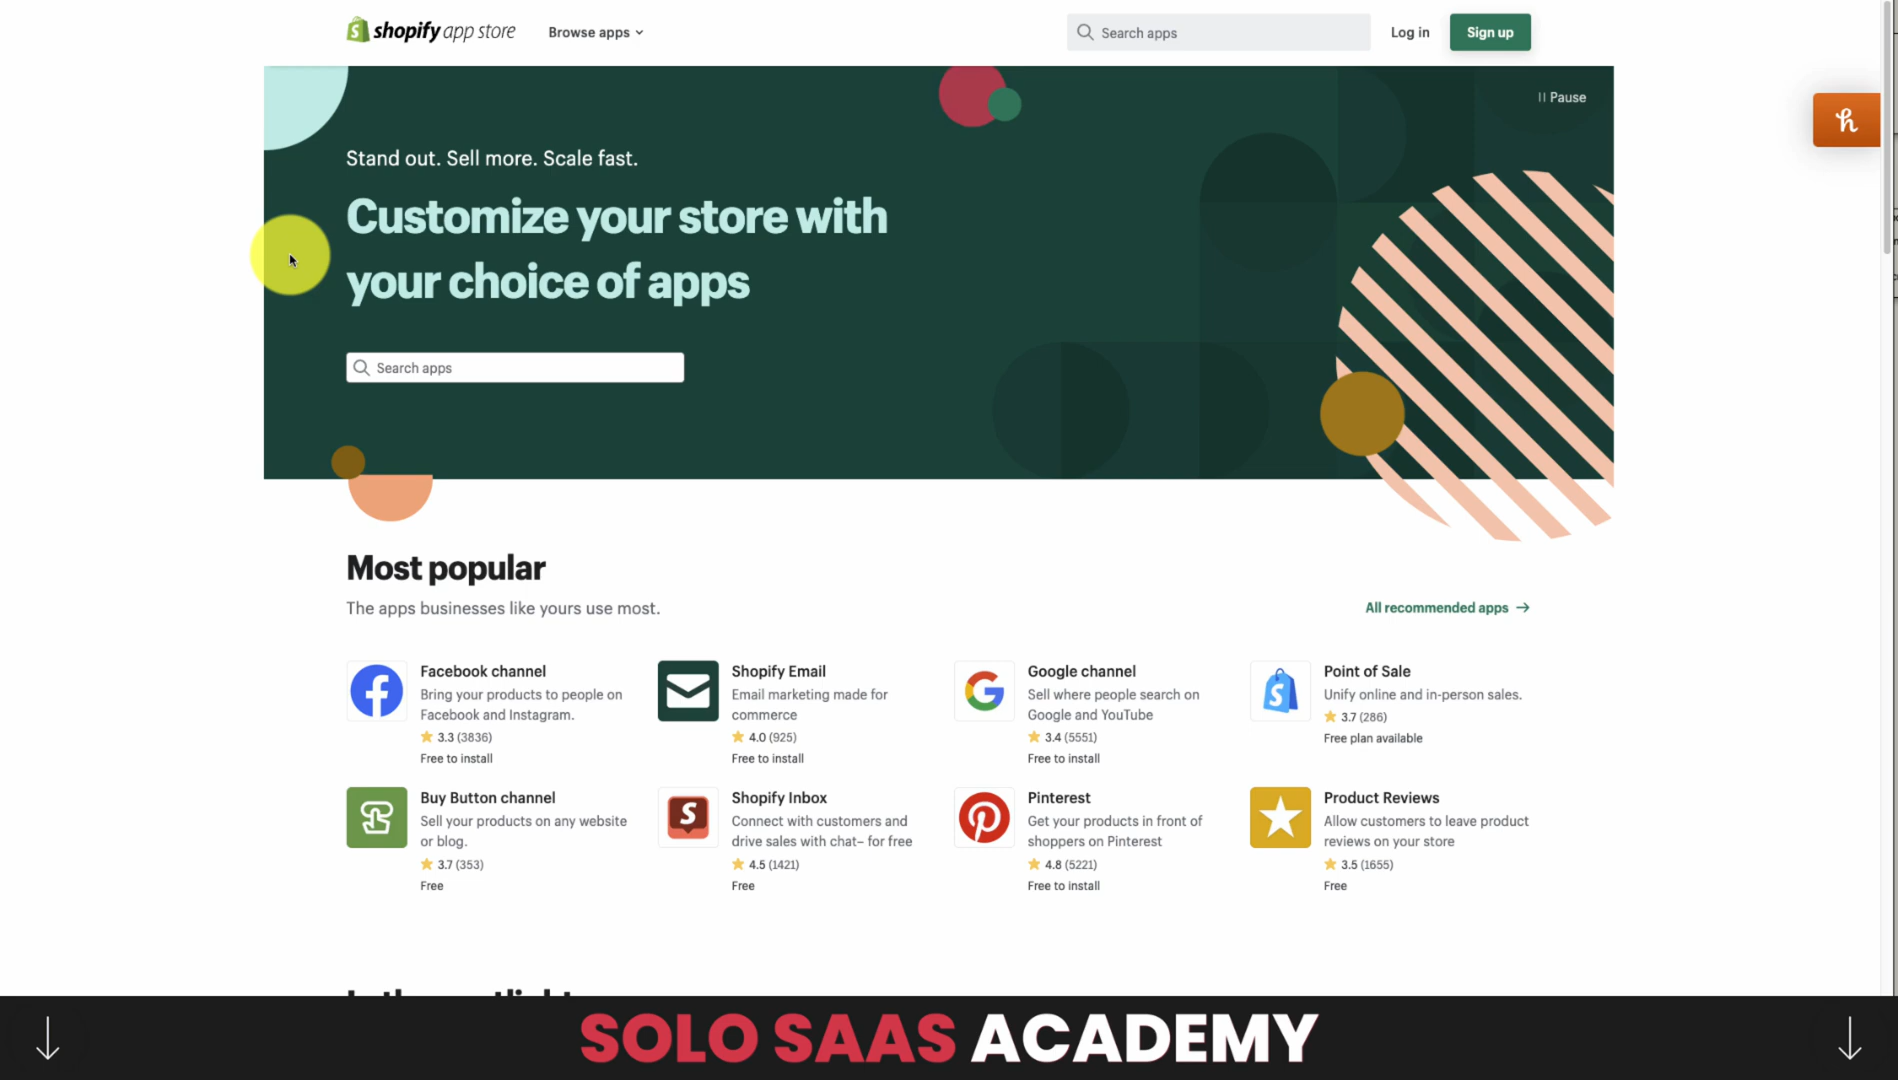 shopify app store
Browse apps
Search apps
Log in
Sign up
Pause
Stand out. Sell more. Scale fast.
Customize your store with
your choice of apps
Search apps
Most popular
The apps businesses like yours use most.
All recommended apps →
Facebook channel
Bring your products to people on
Facebook and Instagram.
3.3 (3836)
Free to install
Shopify Email
Email marketing made for
commerce
4.0 (925)
Free to install
Google channel
Sell where people search on
Google and YouTube
3.4 (5551)
Free to install
Point of Sale
Unify online and in-person sales.
3.7 (286)
Free plan available
Buy Button channel
Sell your products on any website
or blog.
3.7 (353)
Free
Shopify Inbox
Connect with customers and
drive sales with chat– for free
4.5 (1421)
Free
Pinterest
Get your products in front of
shoppers on Pinterest
4.8 (5221)
Free to install
Product Reviews
Allow customers to leave product
reviews on your store
3.5 (1655)
Free
SOLO SAAS ACADEMY